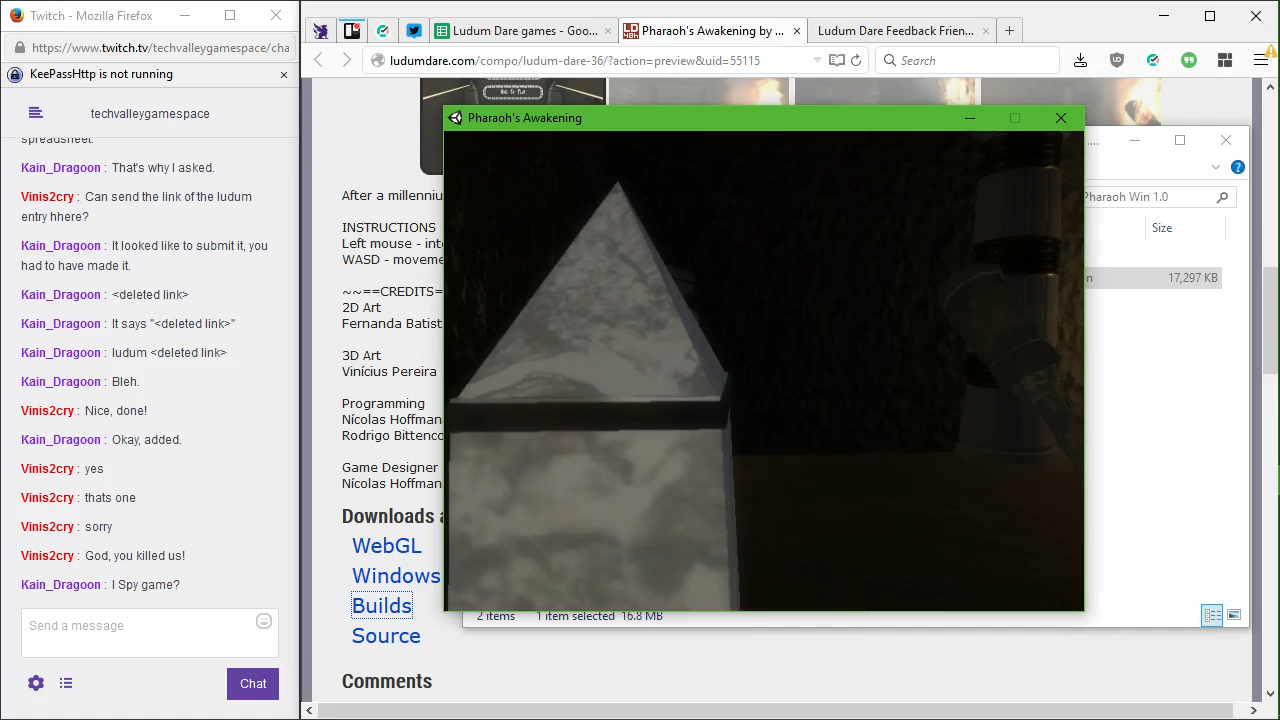 Twitch - Mozilla Firefox
https://www.twitch.tv/techvalleygamespace/cha
KeePassHttp is not running
techvalleygamespace
spreadsheet.
Kain_Dragoon : That's why I asked.
Vinis2cry : Can send the link of the ludum
entry hhere?
Kain_Dragoon : It looked like to submit it, you
had to have made it.
Kain_Dragoon : <deleted link>
Kain_Dragoon : It says "<deleted link>"
Kain_Dragoon : ludum <deleted link>
Kain_Dragoon : Bleh.
Vinis2cry : Nice, done!
Kain_Dragoon : Okay, added.
Vinis2cry : yes
Vinis2cry : thats one
Vinis2cry : sorry
Vinis2cry : God, you killed us!
Kain_Dragoon : I Spy game?
Send a message
Chat
Ludum Dare games - Goo...
Pharaoh's Awakening by ...
Ludum Dare Feedback Frien...
ludumdare.com/compo/ludum-dare-36/?action=preview&uid=55115
Search
After a millenniu
INSTRUCTIONS
Left mouse - inte
WASD - moveme
~~==CREDITS=
2D Art
Fernanda Batist
3D Art
Vinícius Pereira
Programming
Nícolas Hoffman
Rodrigo Bittenco
Game Designer
Nícolas Hoffman
Downloads a
WebGL
Windows
Builds
Source
Comments
Pharaoh's Awakening
....
Pharaoh Win 1.0
Size
n
17,297 KB
2 items
1 item selected 16.8 MB